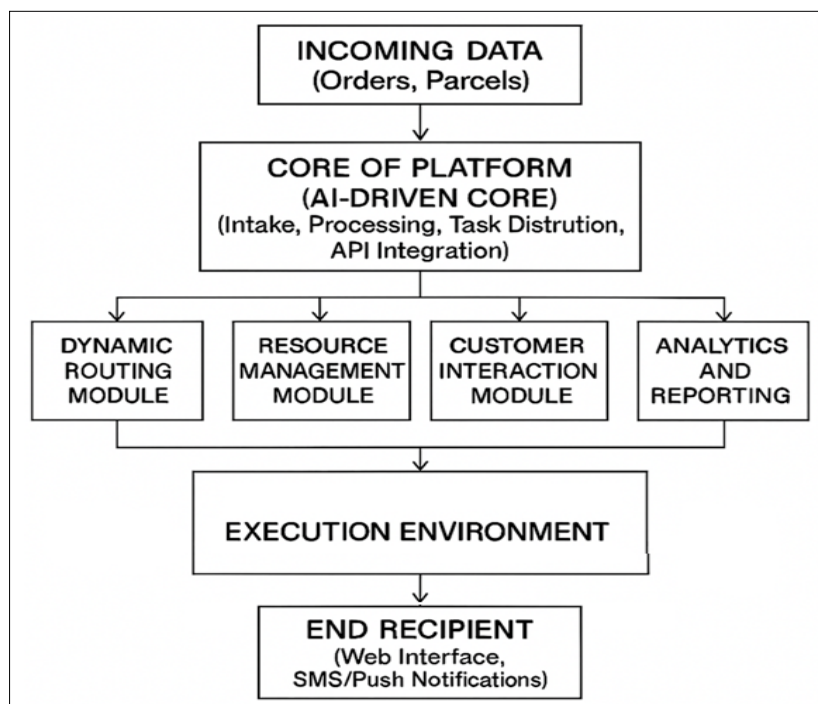 INCOMING DATA
(Orders, Parcels)
CORE OF PLATFORM
(AI-DRIVEN CORE)
(Intake, Processing, Task Distrution,
API Integration)
DYNAMIC
ROUTING
MODULE
RESOURCE
MANAGEMENT
MODULE
CUSTOMER
INTERACTION
MODULE
ANALYTICS
AND
REPORTING
EXECUTION ENVIRONMENT
END RECIPIENT
(Web Interface,
SMS/Push Notifications)